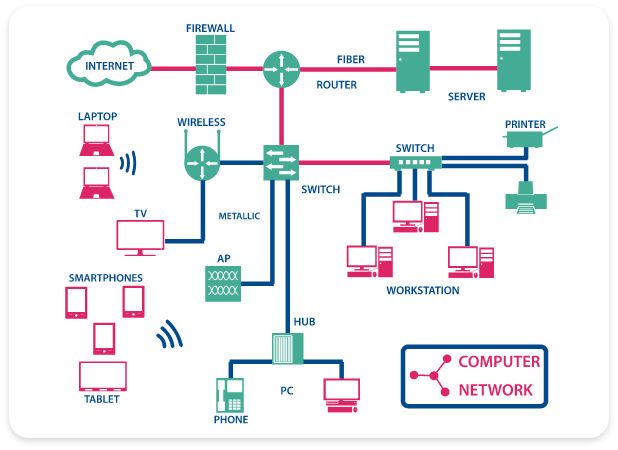 FIREWALL
INTERNET
FIBER
ROUTER
SERVER
LAPTOP
WIRELESS
PRINTER
SWITCH
SWITCH
TV
METALLIC
AP
SMARTPHONES
WORKSTATION
HUB
TABLET
PC
PHONE
COMPUTER
NETWORK